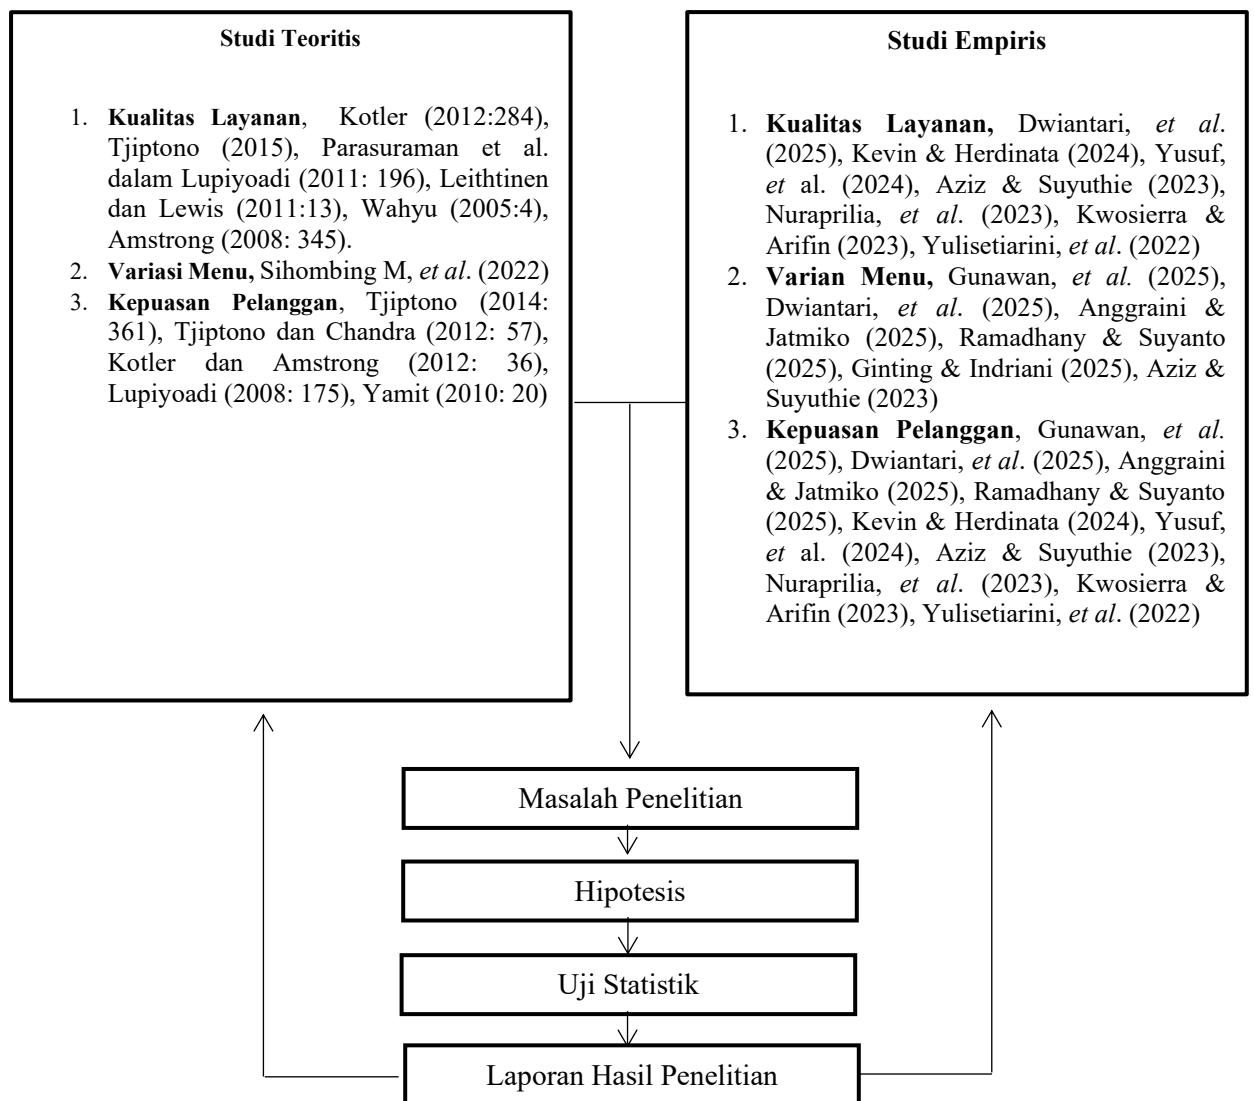 Studi Teoritis
1. Kualitas Layanan, Kotler (2012:284),
Tjiptono (2015), Parasuraman et al.
dalam Lupiyoadi (2011: 196), Leithtinen
dan Lewis (2011:13), Wahyu (2005:4),
Amstrong (2008: 345).
2. Variasi Menu, Sihombing M, et al. (2022)
3. Kepuasan Pelanggan, Tjiptono (2014:
361), Tjiptono dan Chandra (2012: 57),
Kotler dan Amstrong (2012: 36),
Lupiyoadi (2008: 175), Yamit (2010: 20)
Studi Empiris
1. Kualitas Layanan, Dwiantari, et al.
(2025), Kevin & Herdinata (2024), Yusuf,
et al. (2024), Aziz & Suyuthie (2023),
Nuraprilia, et al. (2023), Kwosierra &
Arifin (2023), Yulisetiarini, et al. (2022)
2. Varian Menu, Gunawan, et al. (2025),
Dwiantari, et al. (2025), Anggraini &
Jatmiko (2025), Ramadhany & Suyanto
(2025), Ginting & Indriani (2025), Aziz &
Suyuthie (2023)
3. Kepuasan Pelanggan, Gunawan, et al.
(2025), Dwiantari, et al. (2025), Anggraini
& Jatmiko (2025), Ramadhany & Suyanto
(2025), Kevin & Herdinata (2024), Yusuf,
et al. (2024), Aziz & Suyuthie (2023),
Nuraprilia, et al. (2023), Kwosierra &
Arifin (2023), Yulisetiarini, et al. (2022)
Masalah Penelitian
Hipotesis
Uji Statistik
Laporan Hasil Penelitian